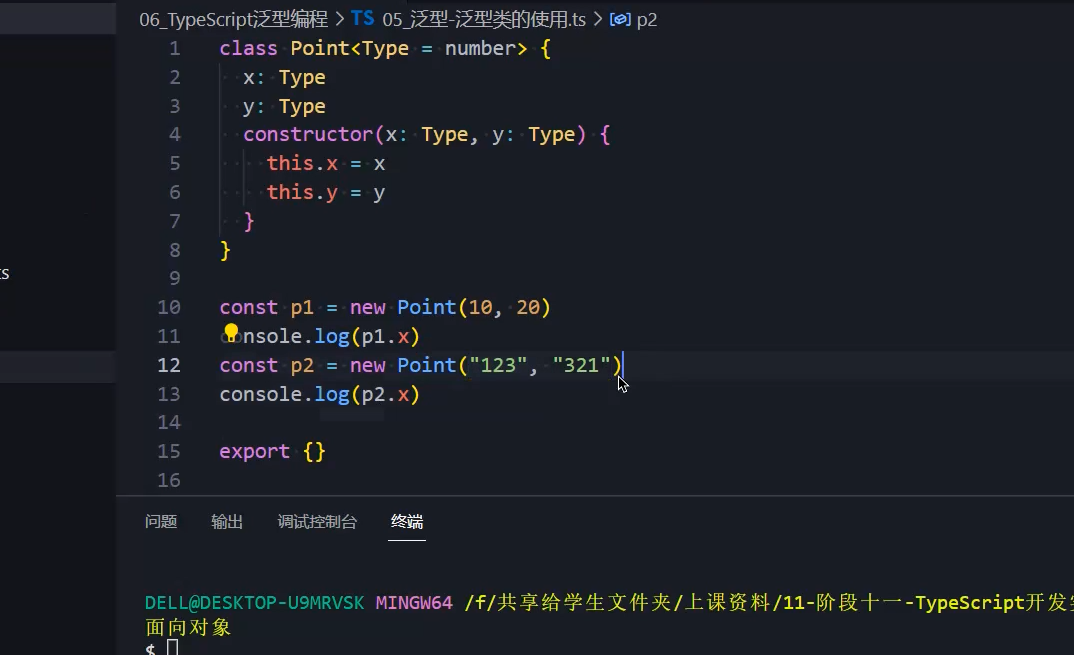 06_TypeScript泛型编程 > TS 05_泛型-泛型类的使用.ts > p2
1 class Point<Type = number> {
2 x: Type
3 y: Type
4 constructor(x: Type, y: Type) {
5 this.x = x
6 this.y = y
7 }
8 }
9
10 const p1 = new Point(10, 20)
11 console.log(p1.x)
12 const p2 = new Point("123", "321")
13 console.log(p2.x)
14
15 export {}
16
ts
问题 输出 调试控制台 终端
DELL@DESKTOP-U9MRVSK MINGW64 /f/共享给学生文件夹/上课资料/11-阶段十一-TypeScript开发
面向对象
$